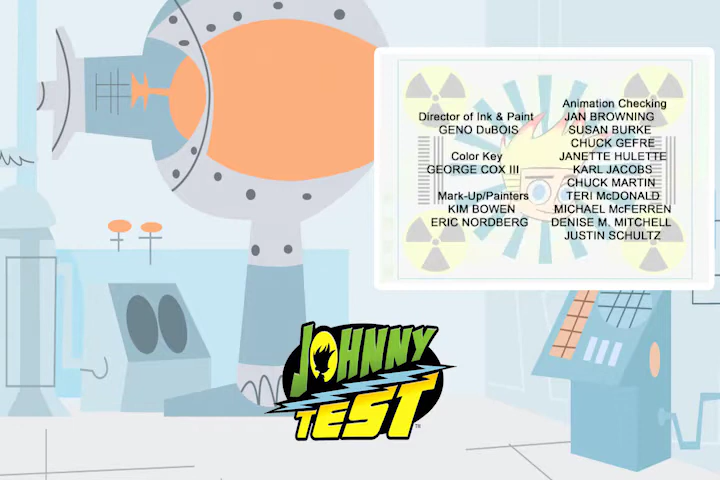 Director of Ink & Paint
GENO DuBOIS
Color Key
GEORGE COX III
Mark-Up/Painters
KIM BOWEN
ERIC NORDBERG
Animation Checking
JAN BROWNING
SUSAN BURKE
CHUCK GEFRE
JANETTE HULETTE
KARL JACOBS
CHUCK MARTIN
TERI McDONALD
MICHAEL McFERREN
DENISE M. MITCHELL
JUSTIN SCHULTZ
JOHNNY
TEST™